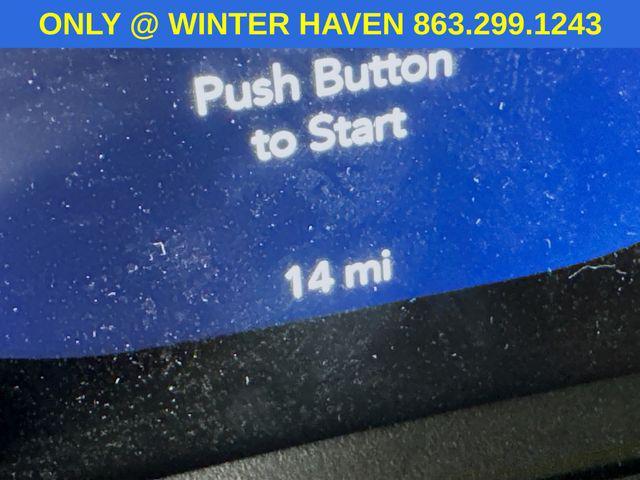 ONLY @ WINTER HAVEN 863.299.1243
Push Button
to Start
14 mi